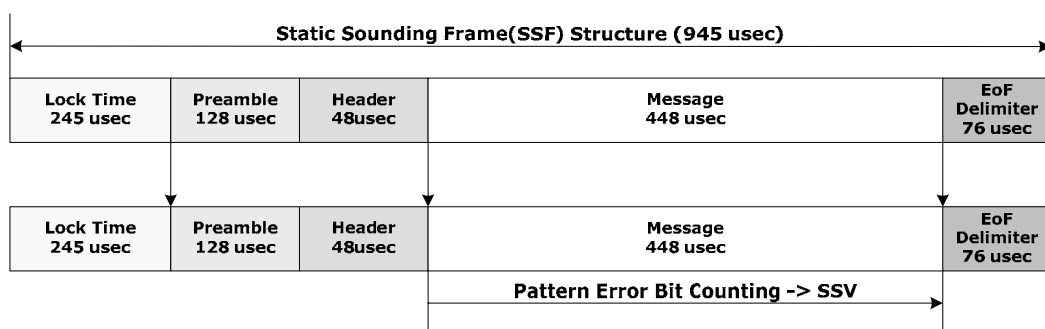 Static Sounding Frame(SSF) Structure (945 usec)
Lock Time
245 usec
Preamble
128 usec
Header
48usec
Message
448 usec
EoF
Delimiter
76 usec
Lock Time
245 usec
Preamble
128 usec
Header
48usec
Message
448 usec
EoF
Delimiter
76 usec
Pattern Error Bit Counting -> SSV